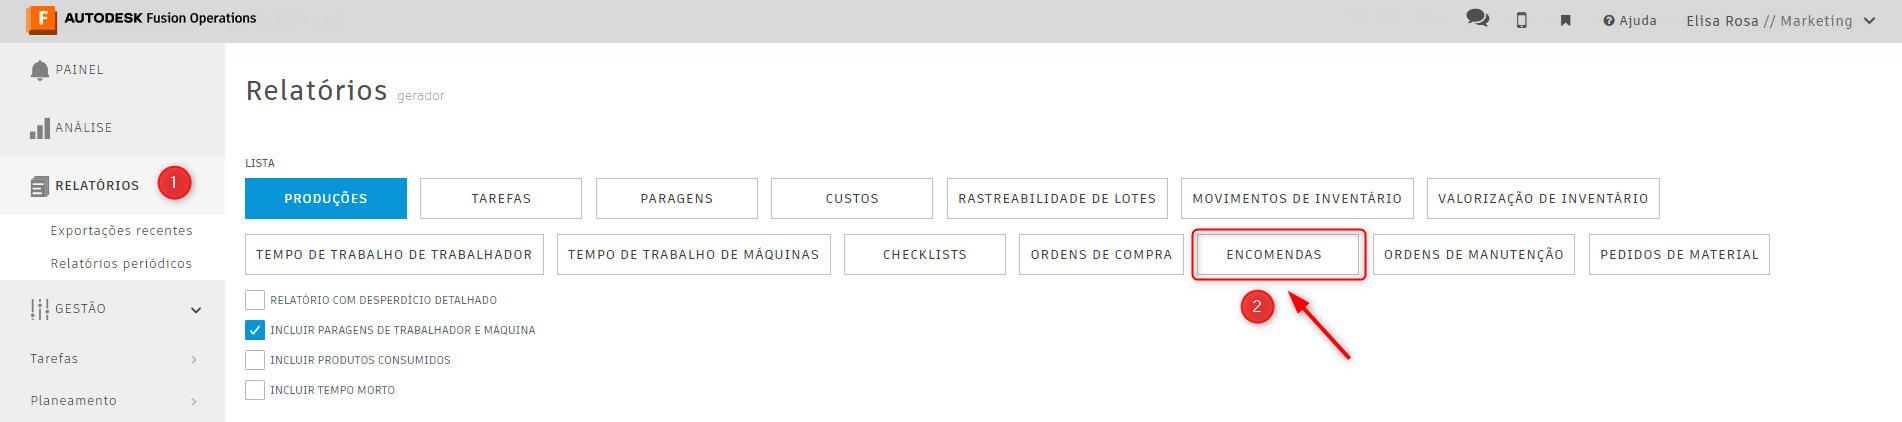 F AUTODESK Fusion Operations
Ajuda Elisa Rosa // Marketing
PAINEL
ANÁLISE
RELATÓRIOS 1
Exportações recentes
Relatórios periódicos
GESTÃO
Tarefas
Planeamento
Relatórios gerador
LISTA
PRODUÇÕES TAREFAS PARAGENS CUSTOS RASTREABILIDADE DE LOTES MOVIMENTOS DE INVENTÁRIO VALORIZAÇÃO DE INVENTÁRIO
TEMPO DE TRABALHO DE TRABALHADOR TEMPO DE TRABALHO DE MÁQUINAS CHECKLISTS ORDENS DE COMPRA ENCOMENDAS ORDENS DE MANUTENÇÃO PEDIDOS DE MATERIAL
2
RELATÓRIO COM DESPERDÍCIO DETALHADO
INCLUIR PARAGENS DE TRABALHADOR E MÁQUINA
INCLUIR PRODUTOS CONSUMIDOS
INCLUIR TEMPO MORTO